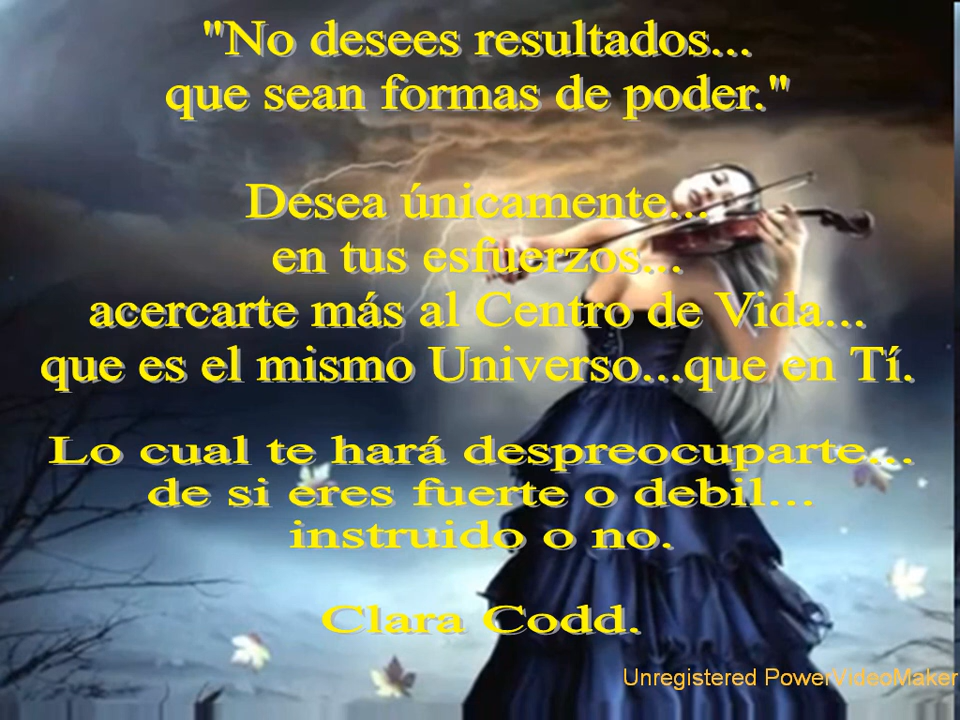 "No desees resultados...
que sean formas de poder."
Desea únicamente...
en tus esfuerzos...
acercarte más al Centro de Vida...
que es el mismo Universo...que en Tí.
Lo cual te hará despreocuparte...
de si eres fuerte o debil...
instruido o no.
Clara Codd.
Unregistered PowerVideoMaker